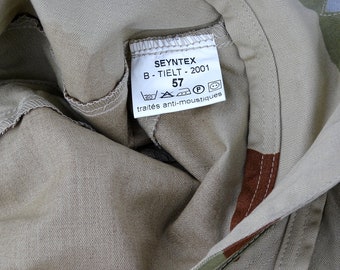 SEYNTEX
B - TIELT - 2001
57
P
traités anti-moustiques